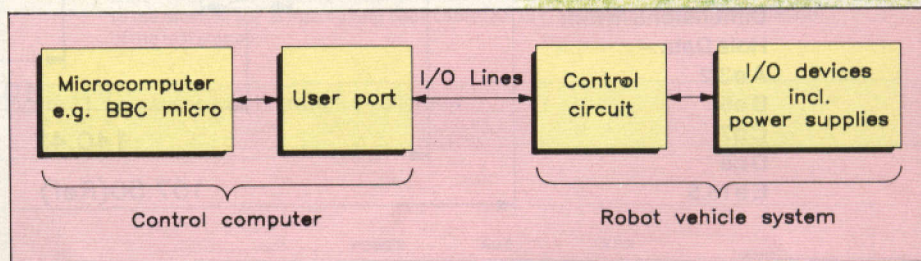 Microcomputer
e.g. BBC micro
User port
I/O Lines
Control
circuit
I/O devices
incl.
power supplies
Control computer
Robot vehicle system